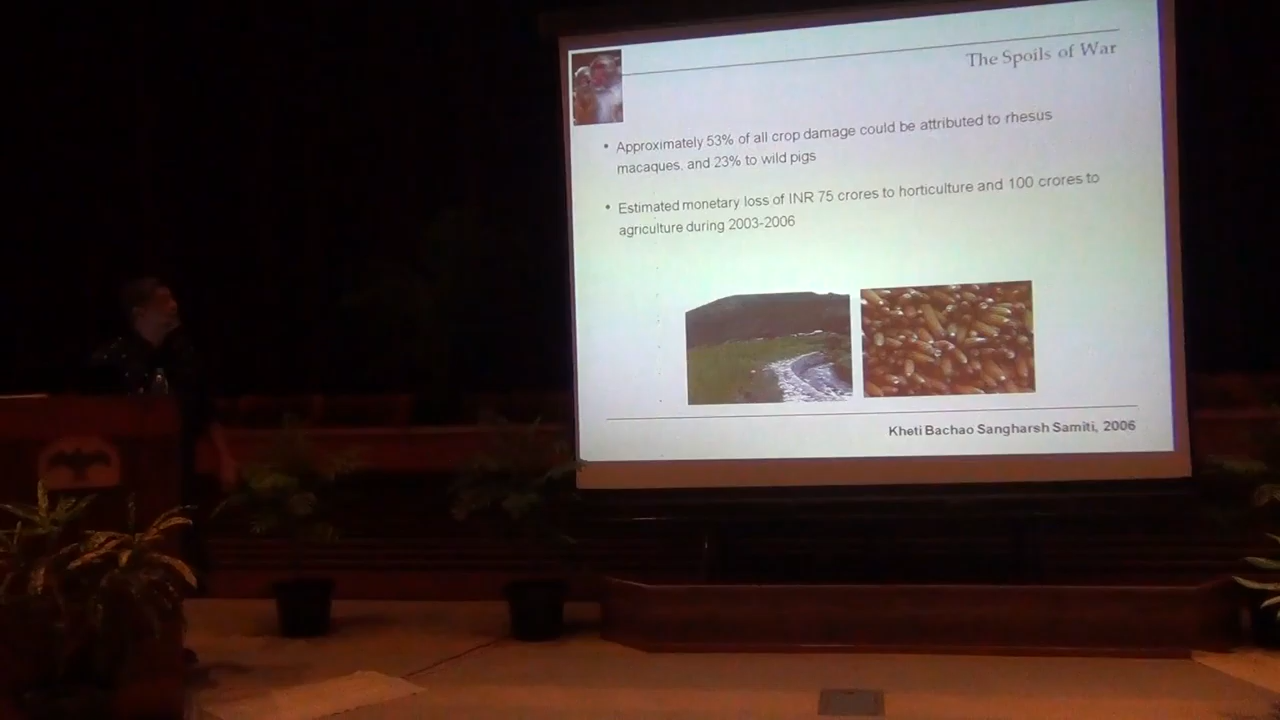 The Spoils of War
• Approximately 53% of all crop damage could be attributed to rhesus
macaques, and 23% to wild pigs
• Estimated monetary loss of INR 75 crores to horticulture and 100 crores to
agriculture during 2003-2006
Kheti Bachao Sangharsh Samiti, 2006